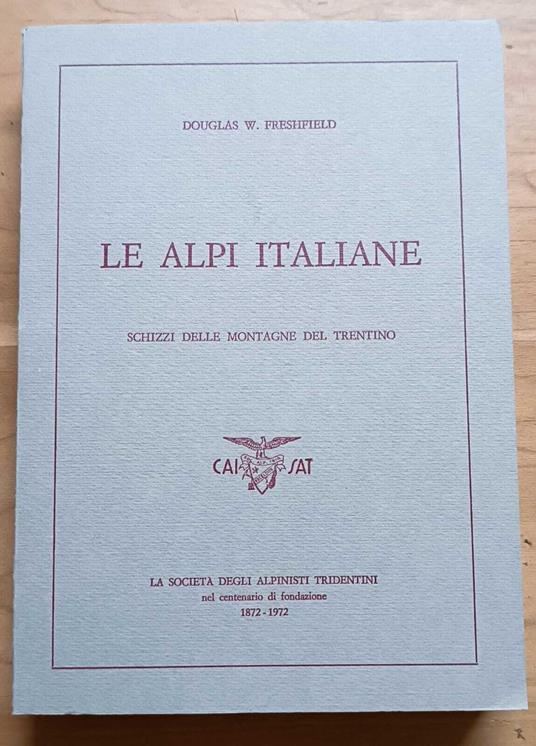 DOUGLAS W. FRESHFIELD
LE ALPI ITALIANE
SCHIZZI DELLE MONTAGNE DEL TRENTINO
CAI SAT
LA SOCIETÀ DEGLI ALPINISTI TRIDENTINI
nel centenario di fondazione
1872-1972